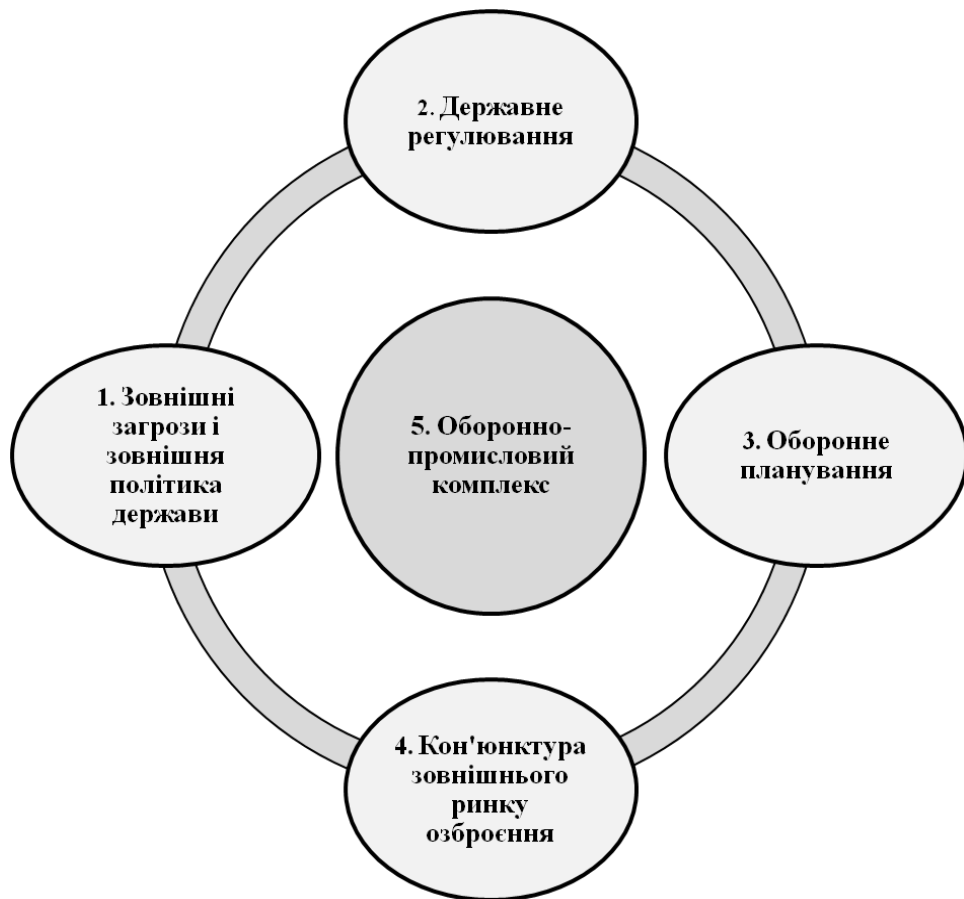 2. Державне
регулювання
1. Зовнішні
загрози і
зовнішня
політика
держави
5. Оборонно-
промисловий
комплекс
3. Оборонне
планування
4. Кон'юнктура
зовнішнього
ринку
озброєння